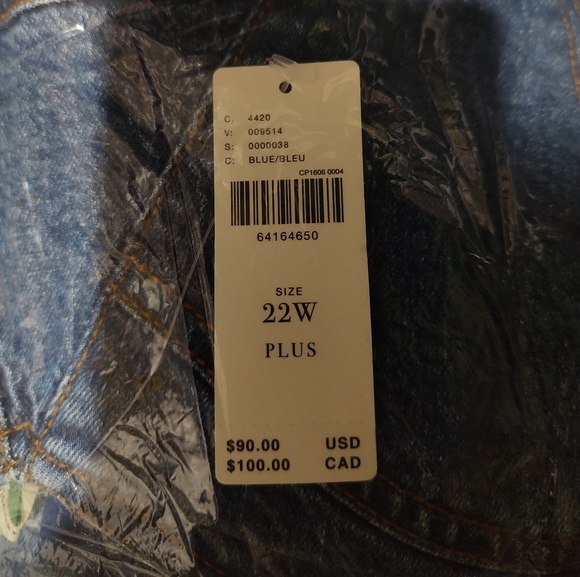 C: 4420
V: 009514
S: 0000038
C: BLUE/BLEU
CP1606 0004
64164650
SIZE
22W
PLUS
$90.00 USD
$100.00 CAD